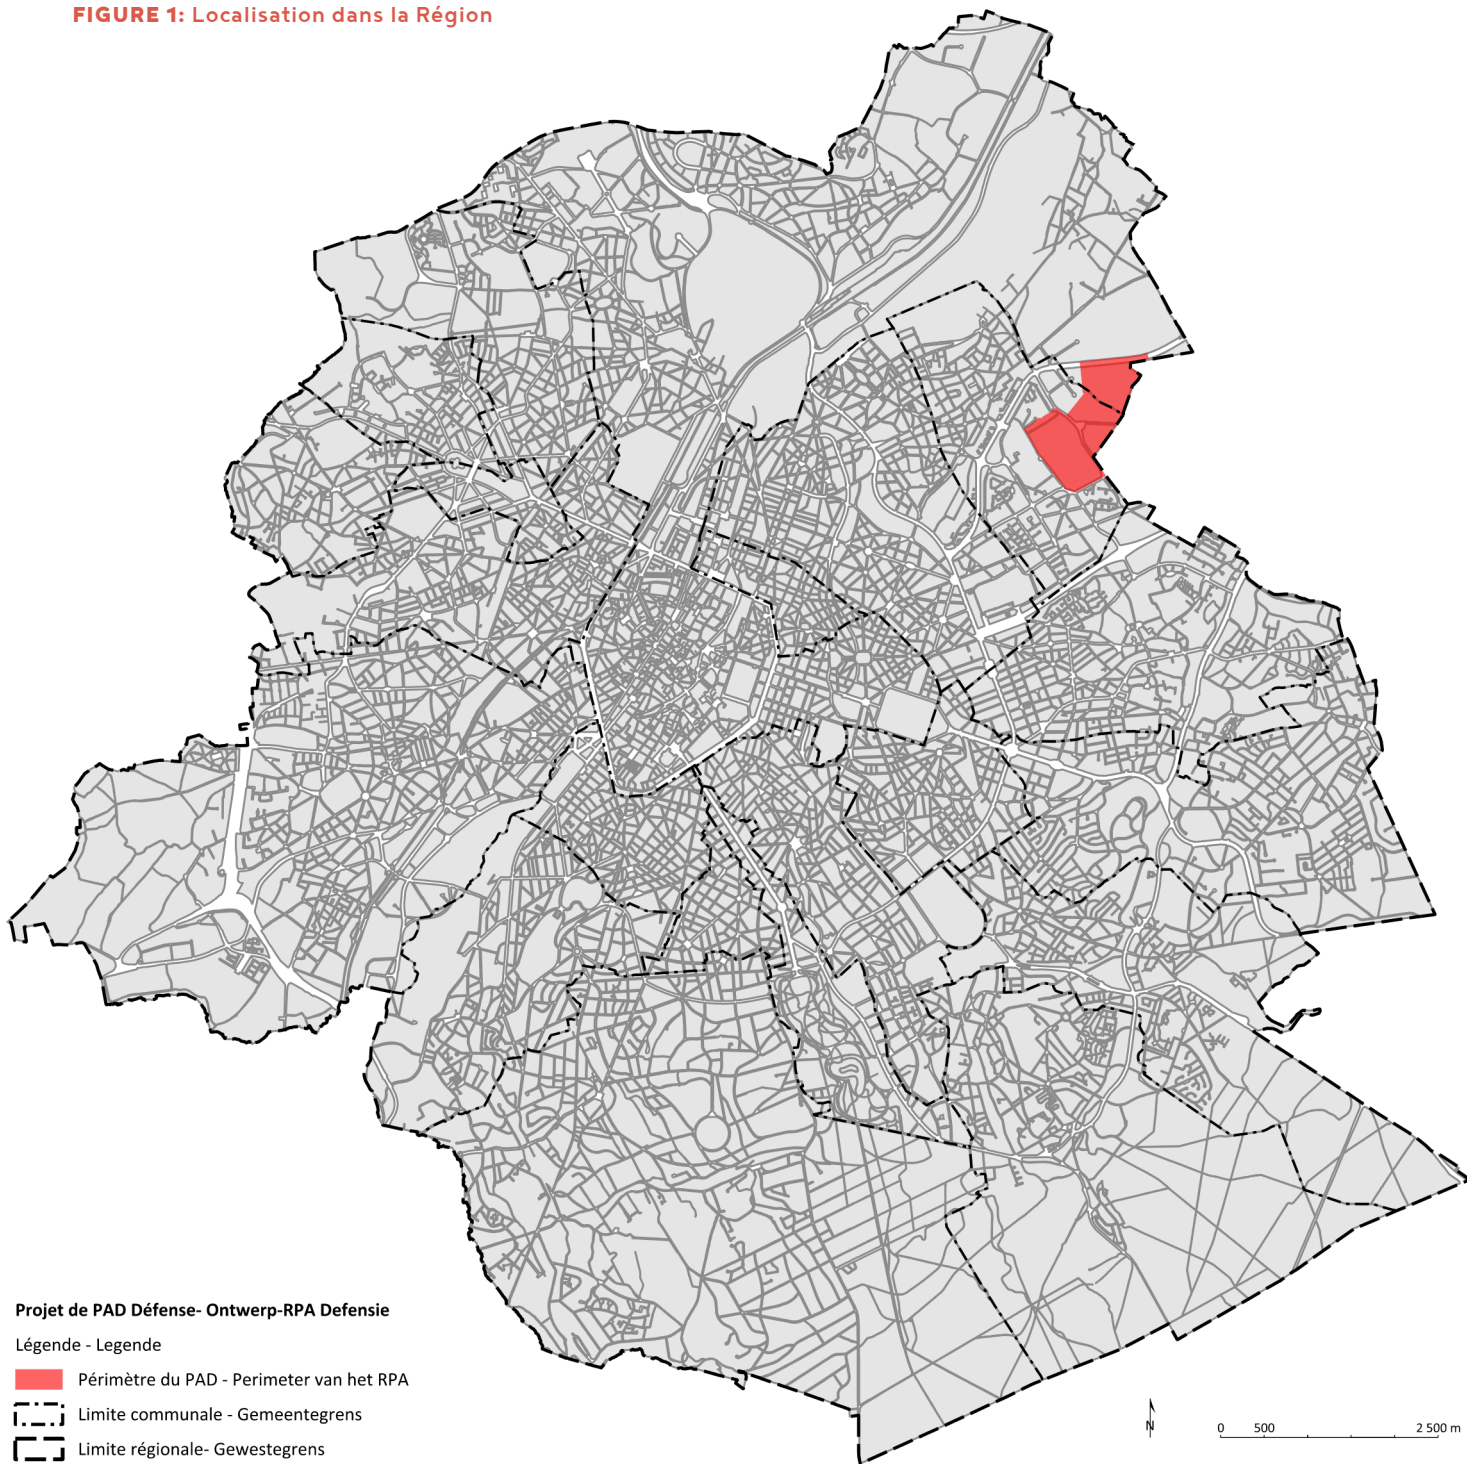 FIGURE 1: Localisation dans la Région
Projet de PAD Défense- Ontwerp-RPA Defensie
Légende - Legende
Périmètre du PAD - Perimeter van het RPA
Limite communale - Gemeentegrens
Limite régionale- Gewestegrens
N
0 500 2 500 m